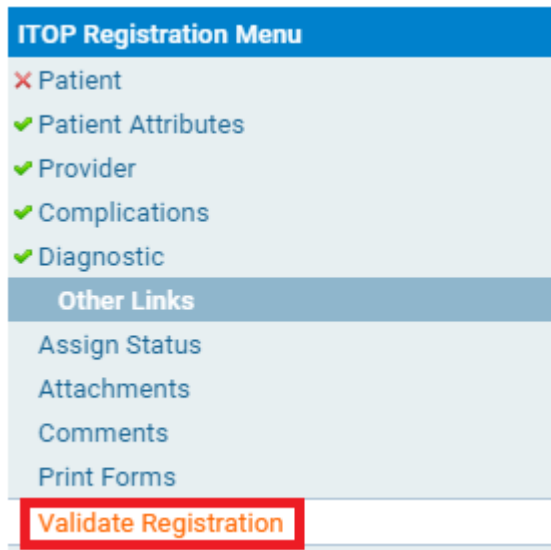 ITOP Registration Menu
Patient
Patient Attributes
Provider
Complications
Diagnostic
Other Links
Assign Status
Attachments
Comments
Print Forms
Validate Registration